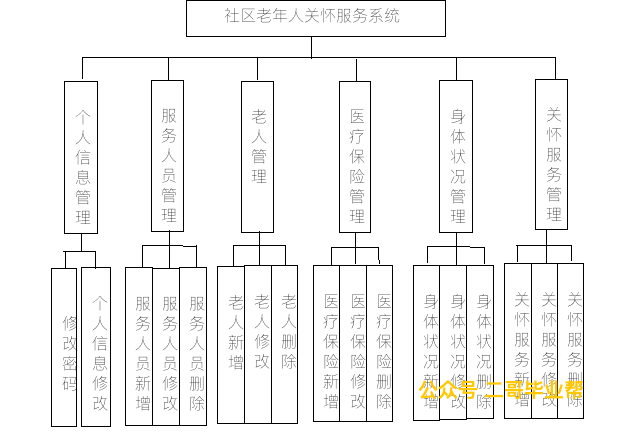 社区老年人关怀服务系统
个人信息管理
服务人员管理
老人管理
医疗保险管理
身体状况管理
关怀服务管理
修改密码
个人信息修改
服务人员新增
服务人员修改
服务人员删除
老人新增
老人修改
老人删除
医疗保险新增
医疗保险修改
医疗保险删除
身体状况新增
身体状况修改
身体状况删除
关怀服务新增
关怀服务修改
关怀服务删除
公众号 二哥毕业帮